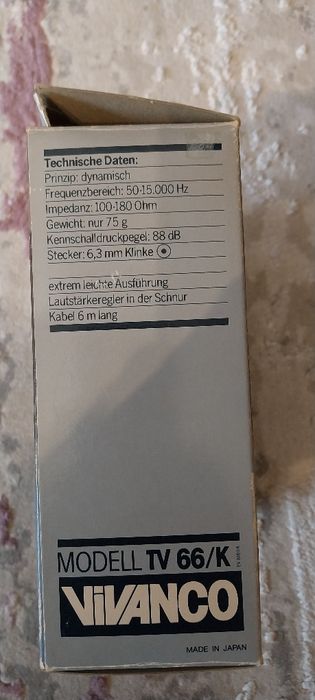 Technische Daten:
Prinzip: dynamisch
Frequenzbereich: 50-15.000 Hz
Impedanz: 100-180 Ohm
Gewicht: nur 75 g
Kennschalldruckpegel: 88 dB
Stecker: 6,3 mm Klinke
extrem leichte Ausführung
Lautstärkeregler in der Schnur
Kabel 6 m lang
MODELL TV 66/K
VIVANCO
MADE IN JAPAN